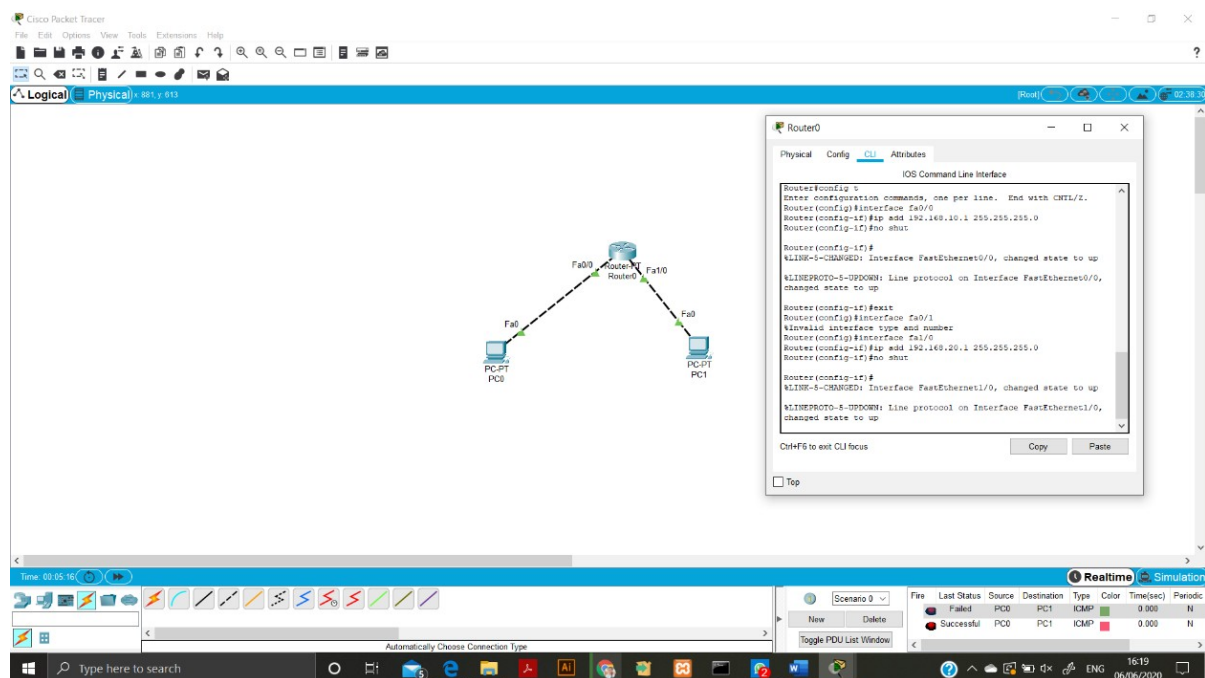 Cisco Packet Tracer
File Edit Options View Tools Extensions Help
?
Logical Physical x: 881, y: 613
[Root] 02:38:30
Router0
Physical Config CLI Attributes
IOS Command Line Interface
Router#config t
Enter configuration commands, one per line. End with CNTL/Z.
Router(config)#interface fa0/0
Router(config-if)#ip add 192.168.10.1 255.255.255.0
Router(config-if)#no shut
Router(config-if)#
%LINK-5-CHANGED: Interface FastEthernet0/0, changed state to up
%LINEPROTO-5-UPDOWN: Line protocol on Interface FastEthernet0/0,
changed state to up
Router(config-if)#exit
Router(config)#interface fa0/1
%Invalid interface type and number
Router(config)#interface fa1/0
Router(config-if)#ip add 192.168.20.1 255.255.255.0
Router(config-if)#no shut
Router(config-if)#
%LINK-5-CHANGED: Interface FastEthernet1/0, changed state to up
%LINEPROTO-5-UPDOWN: Line protocol on Interface FastEthernet1/0,
changed state to up
Ctrl+F6 to exit CLI focus
Copy Paste
Top
Fa0/0 Router-PT Fa1/0
Router0
Fa0 Fa0
PC-PT
PC0
PC-PT
PC1
Time: 00:05:16
Realtime Simulation
Scenario 0
New Delete
Toggle PDU List Window
Fire Last Status Source Destination Type Color Time(sec) Periodic
Failed PC0 PC1 ICMP 0.000 N
Successful PC0 PC1 ICMP 0.000 N
Automatically Choose Connection Type
Type here to search
ENG
16:19
06/06/2020